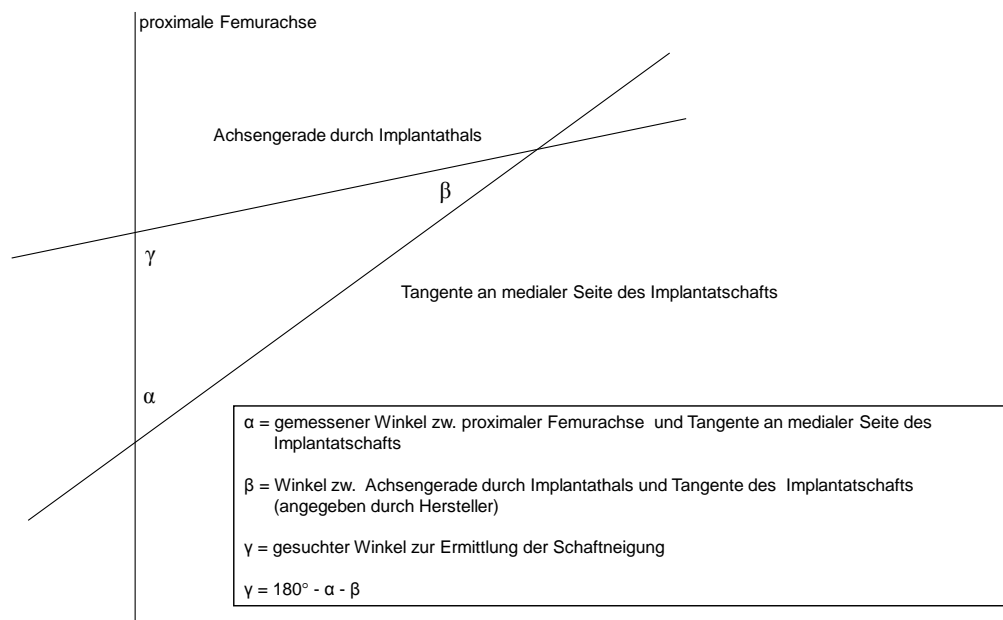 proximale Femurachse
Achsengerade durch Implantathals
β
γ
Tangente an medialer Seite des Implantatschafts
α
α = gemessener Winkel zw. proximaler Femurachse und Tangente an medialer Seite des
Implantatschafts
β = Winkel zw. Achsengerade durch Implantathals und Tangente des Implantatschafts
(angegeben durch Hersteller)
γ = gesuchter Winkel zur Ermittlung der Schaftneigung
γ = 180° - α - β